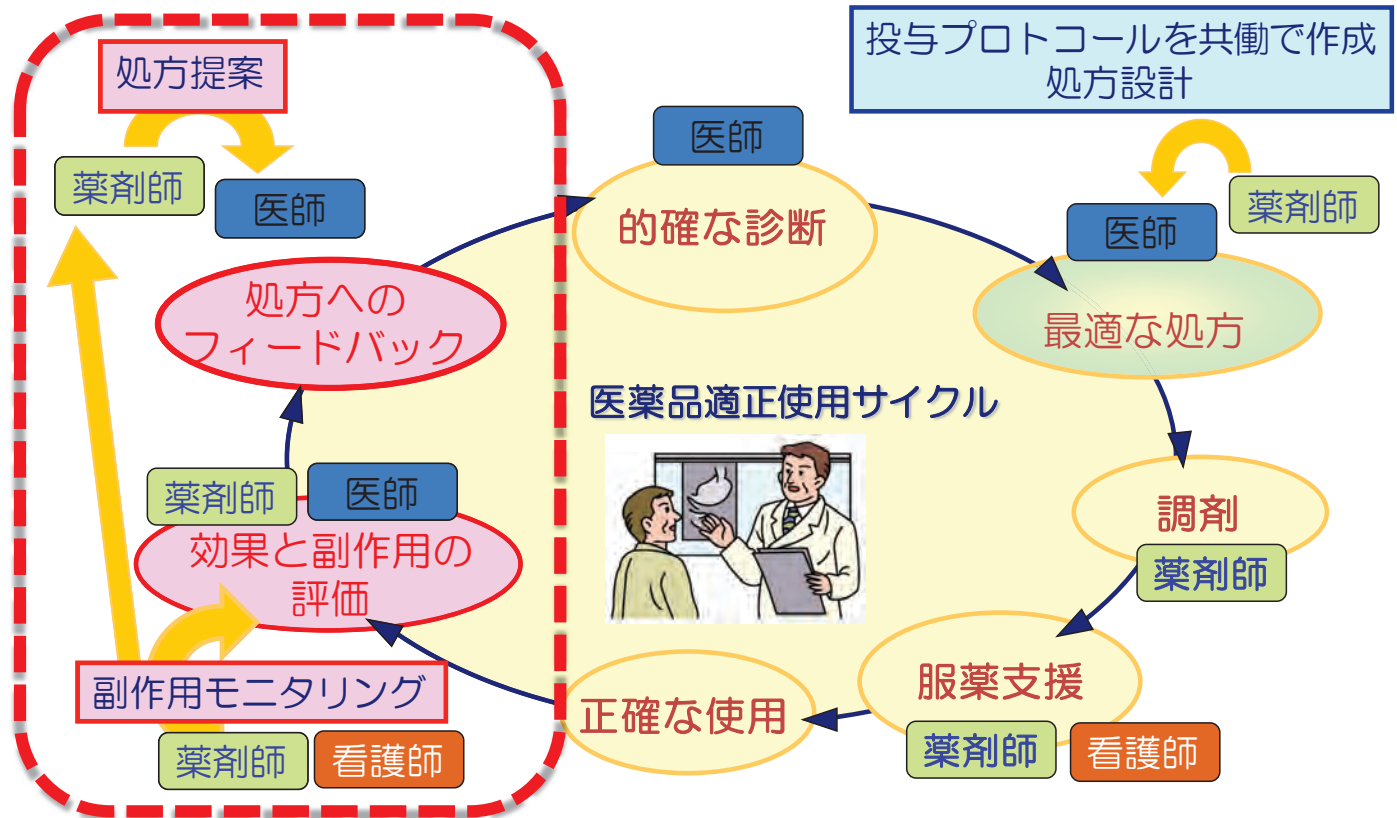 処方提案
薬剤師
医師
処方への
フィードバック
薬剤師
医師
効果と副作用の
評価
副作用モニタリング
薬剤師
看護師
医師
的確な診断
投与プロトコールを共働で作成
処方設計
薬剤師
医師
最適な処方
医薬品適正使用サイクル
調剤
薬剤師
服薬支援
薬剤師
看護師
正確な使用